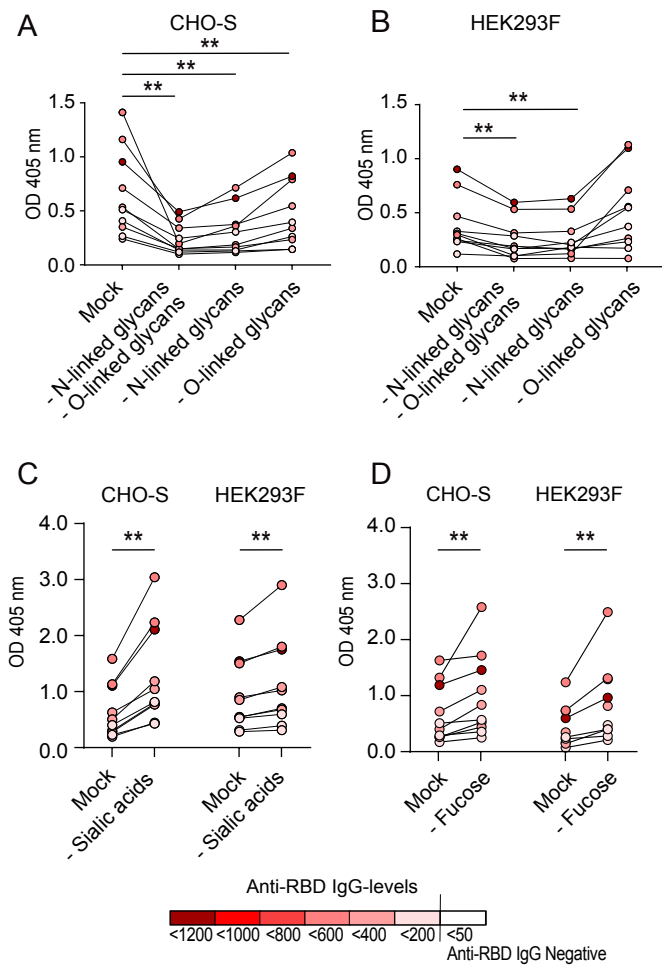 A
CHO-S
**
**
**
OD 405 nm
1.5
1.0
0.5
0.0
Mock
- N-linked glycans
- O-linked glycans
- N-linked glycans
- O-linked glycans
B
HEK293F
**
**
OD 405 nm
1.5
1.0
0.5
0.0
Mock
- N-linked glycans
- O-linked glycans
- N-linked glycans
- O-linked glycans
C
CHO-S HEK293F
** **
OD 405 nm
4.0
3.0
2.0
1.0
0.0
Mock
- Sialic acids
Mock
- Sialic acids
D
CHO-S HEK293F
** **
OD 405 nm
4.0
3.0
2.0
1.0
0.0
Mock
- Fucose
Mock
- Fucose
Anti-RBD IgG-levels
<1200 <1000 <800 <600 <400 <200 <50
Anti-RBD IgG Negative